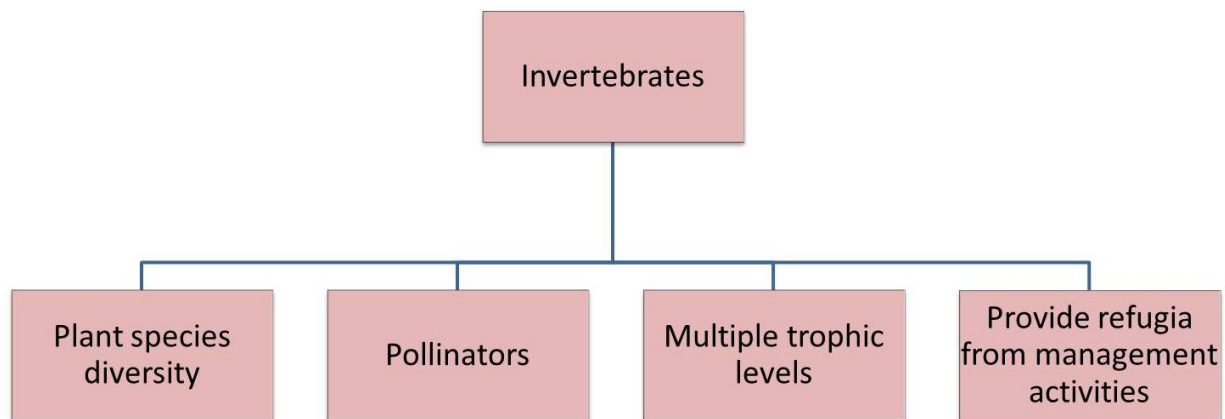 Invertebrates
Plant species
diversity
Pollinators
Multiple trophic
levels
Provide refugia
from management
activities